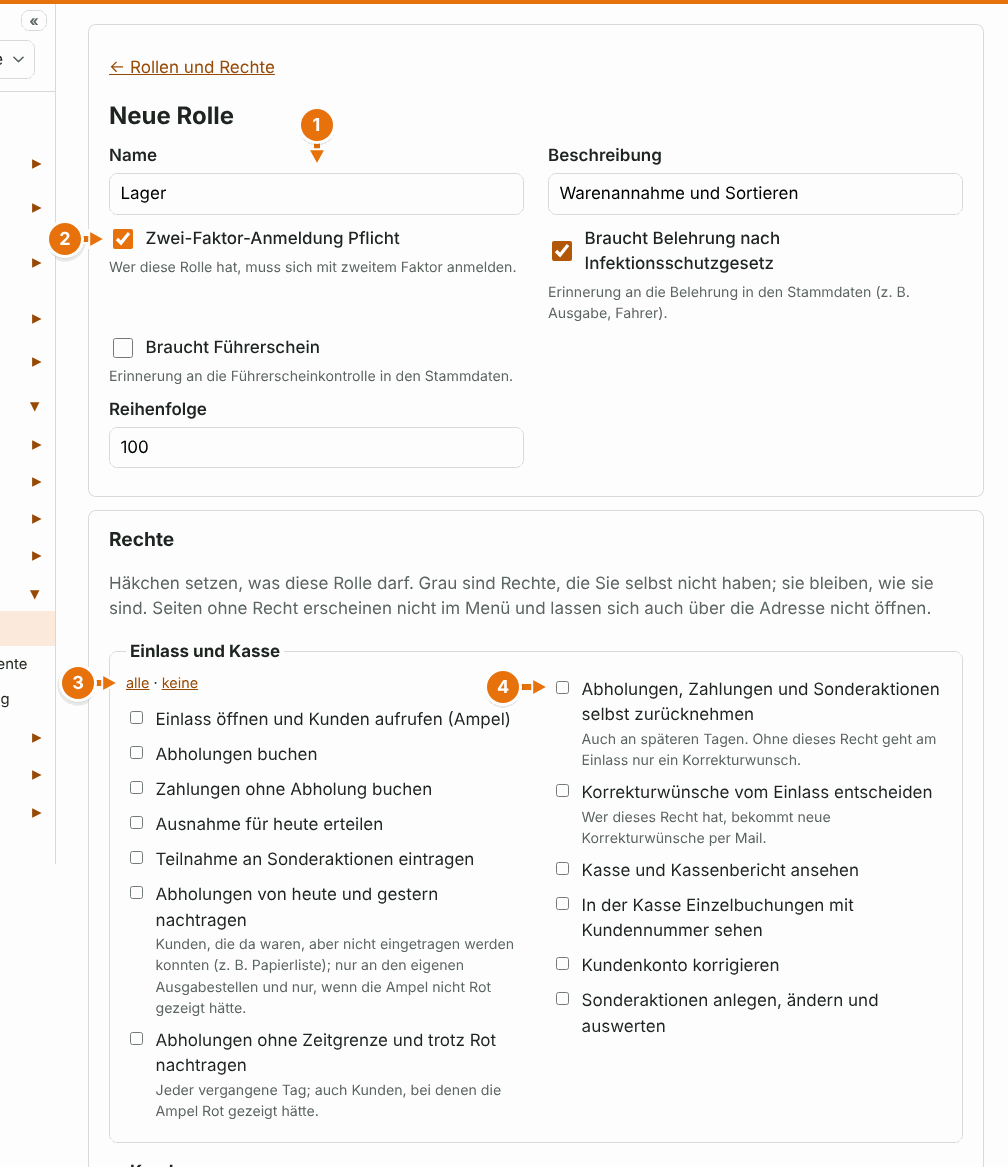 «
e
← Rollen und Rechte
Neue Rolle
1
Name
Beschreibung
Lager
Warenannahme und Sortieren
2
Zwei-Faktor-Anmeldung Pflicht
Wer diese Rolle hat, muss sich mit zweitem Faktor anmelden.
Braucht Belehrung nach
Infektionsschutzgesetz
Erinnerung an die Belehrung in den Stammdaten (z. B.
Ausgabe, Fahrer).
Braucht Führerschein
Erinnerung an die Führerscheinkontrolle in den Stammdaten.
Reihenfolge
100
Rechte
Häkchen setzen, was diese Rolle darf. Grau sind Rechte, die Sie selbst nicht haben; sie bleiben, wie sie
sind. Seiten ohne Recht erscheinen nicht im Menü und lassen sich auch über die Adresse nicht öffnen.
ente
g
Einlass und Kasse
3
alle · keine
Einlass öffnen und Kunden aufrufen (Ampel)
Abholungen buchen
Zahlungen ohne Abholung buchen
Ausnahme für heute erteilen
Teilnahme an Sonderaktionen eintragen
Abholungen von heute und gestern
nachtragen
Kunden, die da waren, aber nicht eingetragen werden
konnten (z. B. Papierliste); nur an den eigenen
Ausgabestellen und nur, wenn die Ampel nicht Rot
gezeigt hätte.
Abholungen ohne Zeitgrenze und trotz Rot
nachtragen
Jeder vergangene Tag; auch Kunden, bei denen die
Ampel Rot gezeigt hätte.
4
Abholungen, Zahlungen und Sonderaktionen
selbst zurücknehmen
Auch an späteren Tagen. Ohne dieses Recht geht am
Einlass nur ein Korrekturwunsch.
Korrekturwünsche vom Einlass entscheiden
Wer dieses Recht hat, bekommt neue
Korrekturwünsche per Mail.
Kasse und Kassenbericht ansehen
In der Kasse Einzelbuchungen mit
Kundennummer sehen
Kundenkonto korrigieren
Sonderaktionen anlegen, ändern und
auswerten